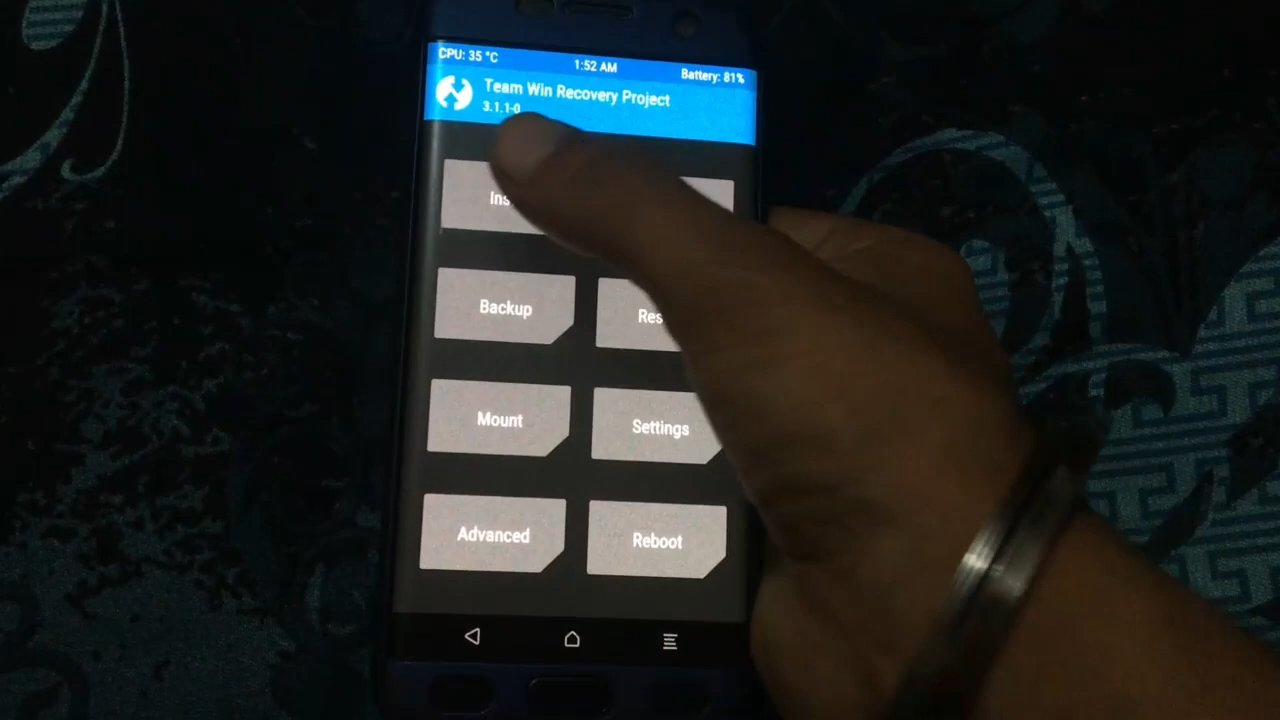 CPU: 35 °C 1:52 AM Battery: 81%
Team Win Recovery Project
3.1.1-0
Backup
Mount
Settings
Advanced
Reboot